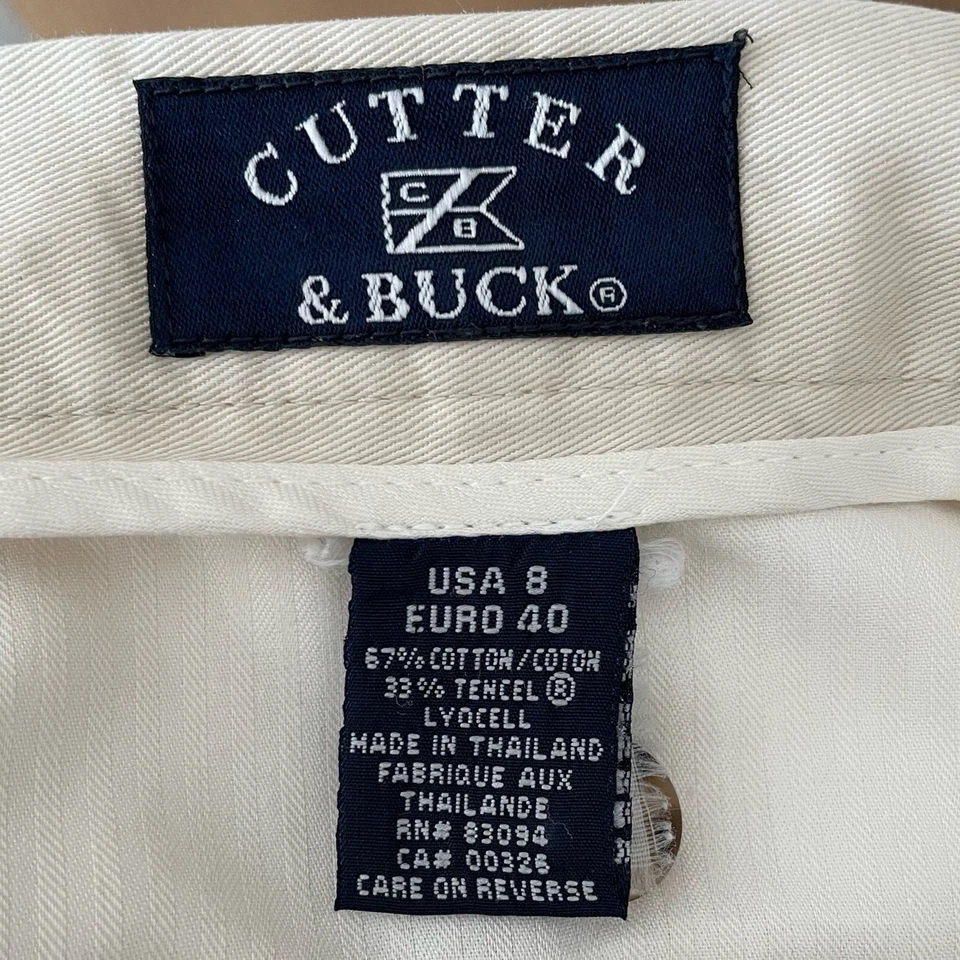 CUTTER
C
B
& BUCK®
USA 8
EURO 40
67% COTTON/COTON
33% TENCEL®
LYOCELL
MADE IN THAILAND
FABRIQUE AUX
THAILANDE
RN# 83094
CA# 00326
CARE ON REVERSE